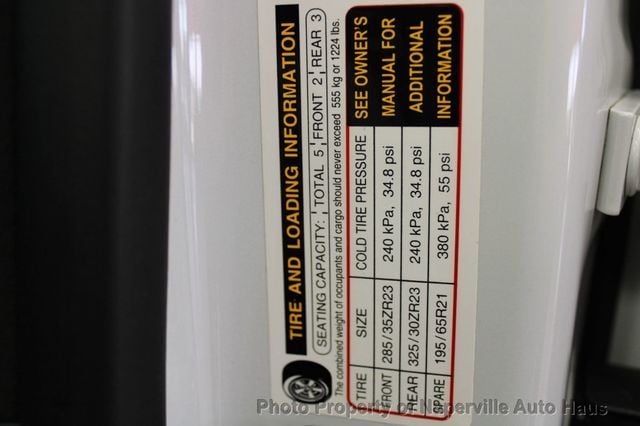 TIRE AND LOADING INFORMATION
SEATING CAPACITY: TOTAL 5 FRONT 2 REAR 3
The combined weight of occupants and cargo should never exceed 555 kg or 1224 lbs.
TIRE SIZE COLD TIRE PRESSURE SEE OWNER'S
FRONT 285/35ZR23 240 kPa, 34.8 psi MANUAL FOR
REAR 325/30ZR23 240 kPa, 34.8 psi ADDITIONAL
SPARE 195/65R21 380 kPa, 55 psi INFORMATION
Photo Property of Naperville Auto Haus